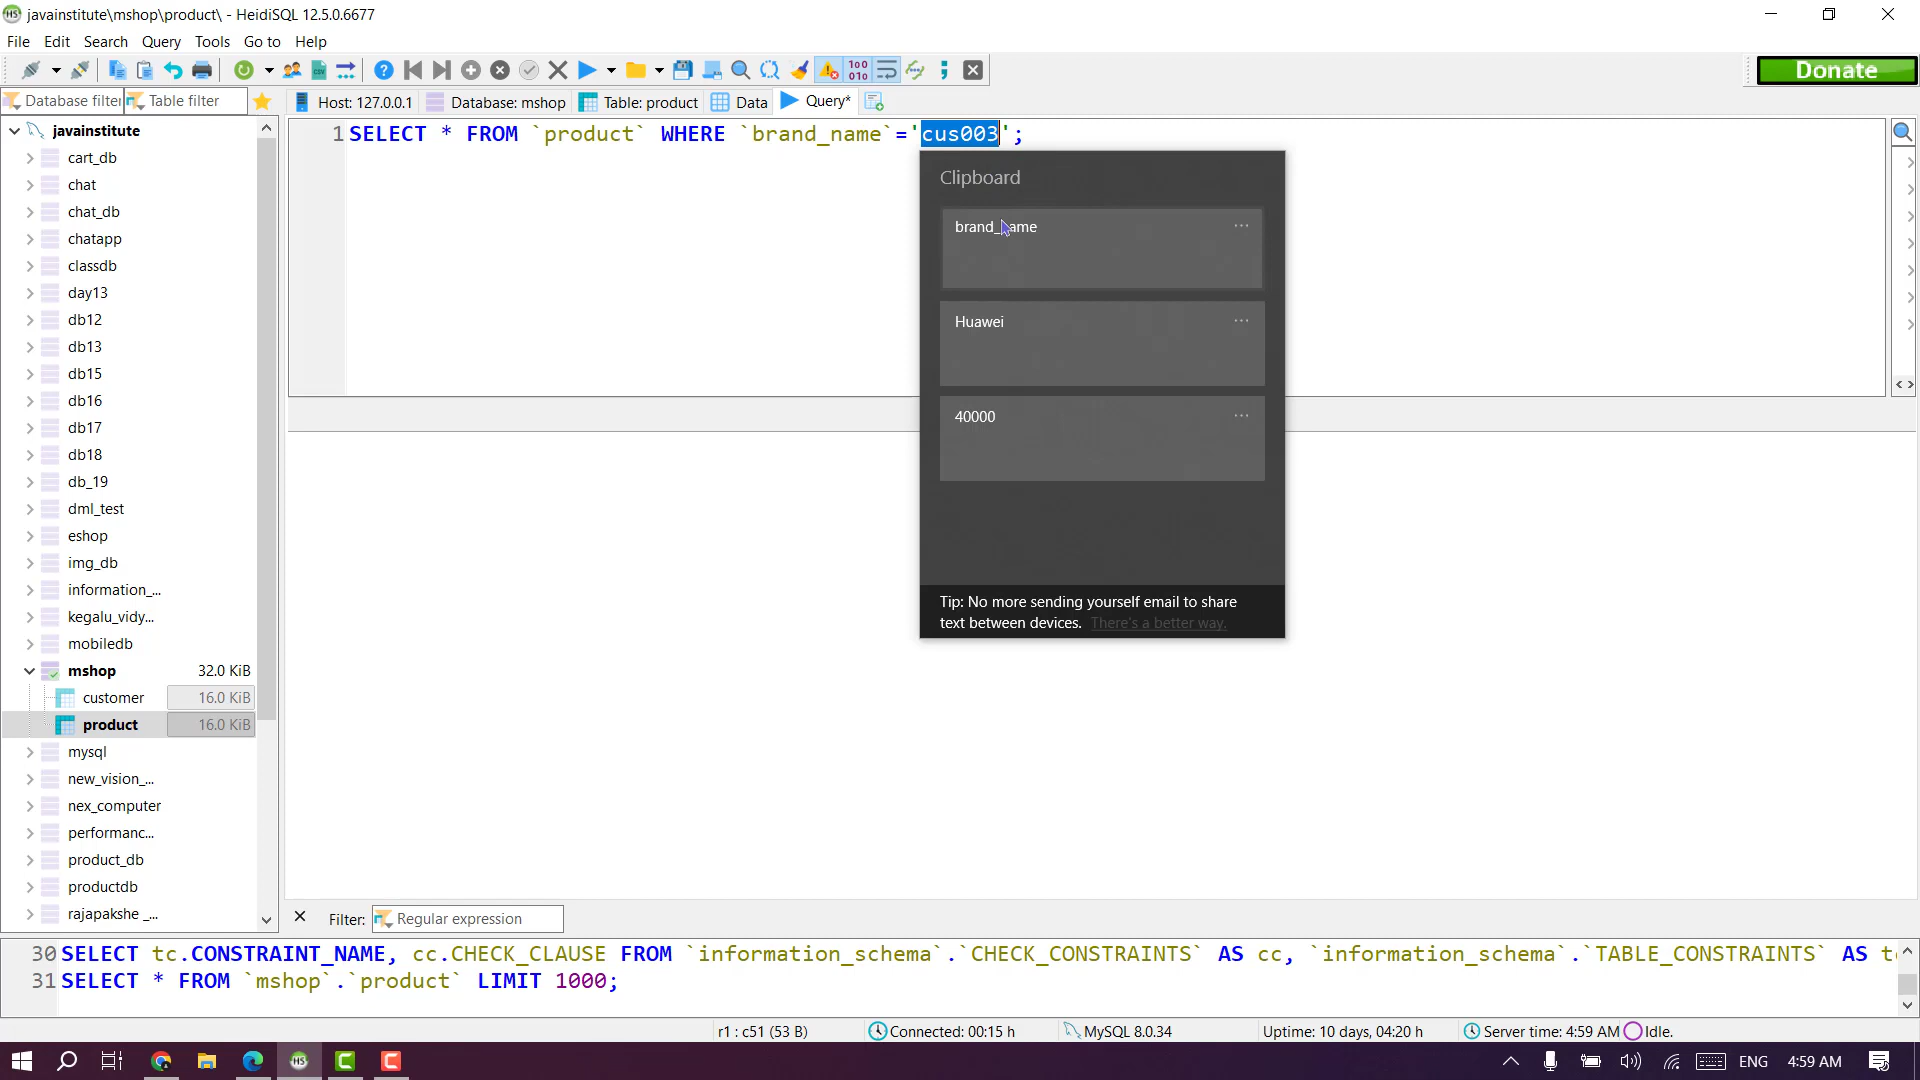 javainstitute\mshop\product\ - HeidiSQL 12.5.0.6677
File Edit Search Query Tools Go to Help
Donate
Database filter Table filter Host: 127.0.0.1 Database: mshop Table: product Data Query*
1 SELECT * FROM `product` WHERE `brand_name`='cus003';
Clipboard
brand_name
Huawei
40000
Tip: No more sending yourself email to share
text between devices. There's a better way.
javainstitute
cart_db
chat
chat_db
chatapp
classdb
day13
db12
db13
db15
db16
db17
db18
db_19
dml_test
eshop
img_db
information_...
kegalu_vidy...
mobiledb
mshop 32.0 KiB
customer 16.0 KiB
product 16.0 KiB
mysql
new_vision_...
nex_computer
performanc...
product_db
productdb
rajapakshe _...
Filter: Regular expression
30 SELECT tc.CONSTRAINT_NAME, cc.CHECK_CLAUSE FROM `information_schema`.`CHECK_CONSTRAINTS` AS cc, `information_schema`.`TABLE_CONSTRAINTS` AS t
31 SELECT * FROM `mshop`.`product` LIMIT 1000;
r1 : c51 (53 B) Connected: 00:15 h MySQL 8.0.34 Uptime: 10 days, 04:20 h Server time: 4:59 AM Idle.
ENG 4:59 AM